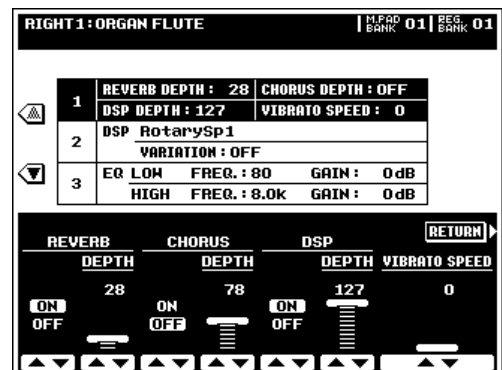 RIGHT1:ORGAN FLUTE M.PAD BANK 01 REG. BANK 01
1 REVERB DEPTH: 28 CHORUS DEPTH: OFF
DSP DEPTH: 127 VIBRATO SPEED: 0
2 DSP RotarySp1
VARIATION: OFF
3 EQ LOW FREQ.: 80 GAIN: 0dB
HIGH FREQ.: 8.0k GAIN: 0dB
RETURN
REVERB CHORUS DSP
DEPTH DEPTH DEPTH VIBRATO SPEED
28 78 127 0
ON ON ON
OFF OFF OFF